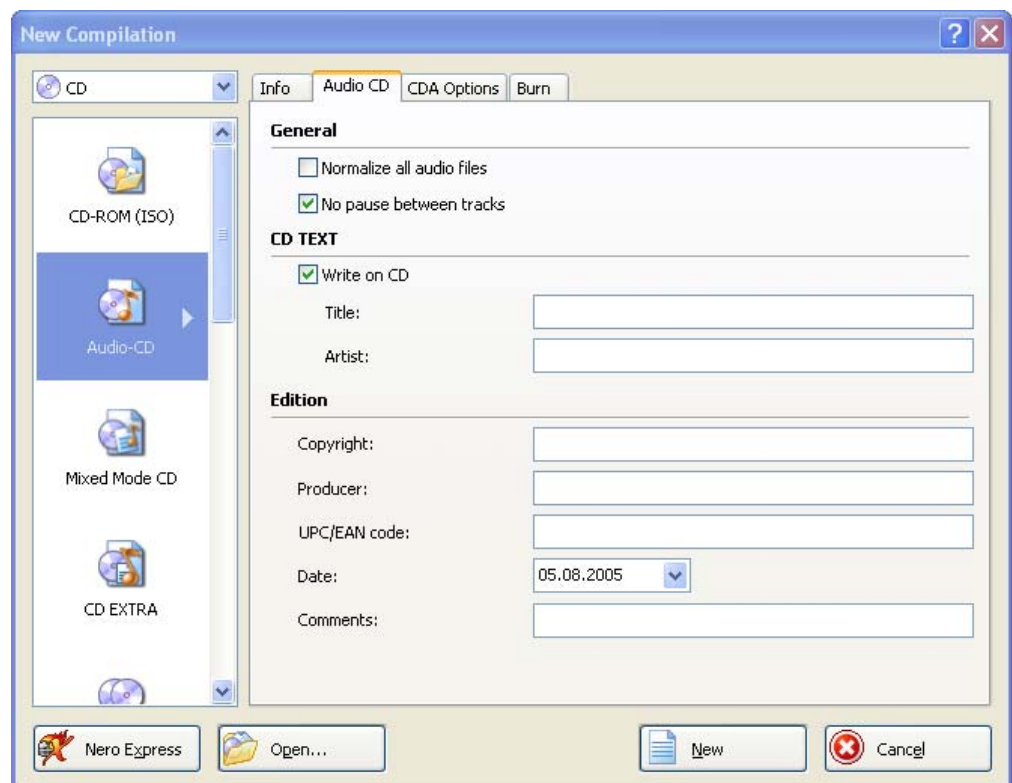 New Compilation
CD
CD-ROM (ISO)
Audio-CD
Mixed Mode CD
CD EXTRA
Info
Audio CD
CDA Options
Burn
General
Normalize all audio files
No pause between tracks
CD TEXT
Write on CD
Title:
Artist:
Edition
Copyright:
Producer:
UPC/EAN code:
Date:
05.08.2005
Comments:
Nero Express
Open...
New
Cancel